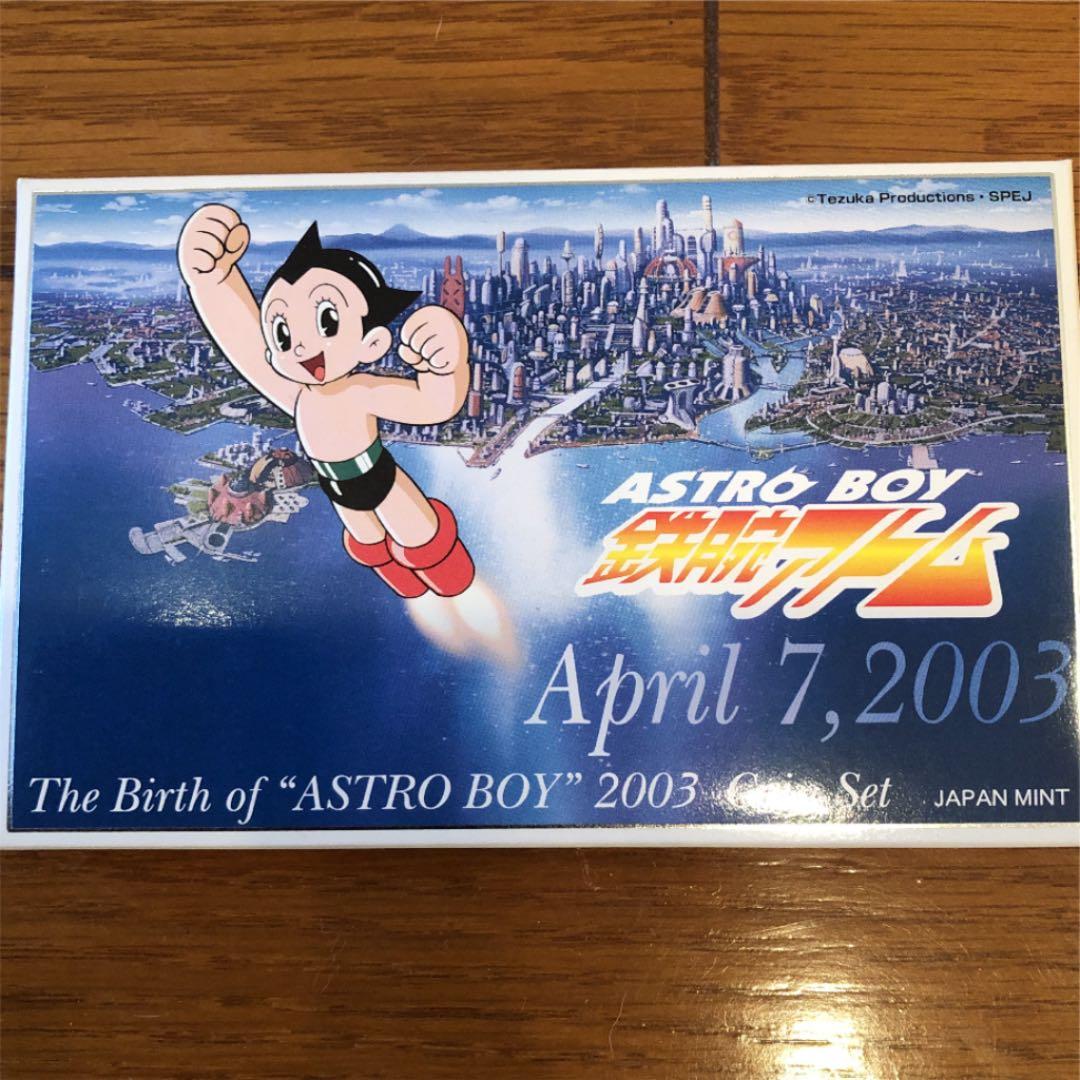 ©Tezuka Productions・SPEJ
ASTRO BOY
鉄腕アトム
April 7, 2003
The Birth of “ASTRO BOY” 2003 Coin Set
JAPAN MINT